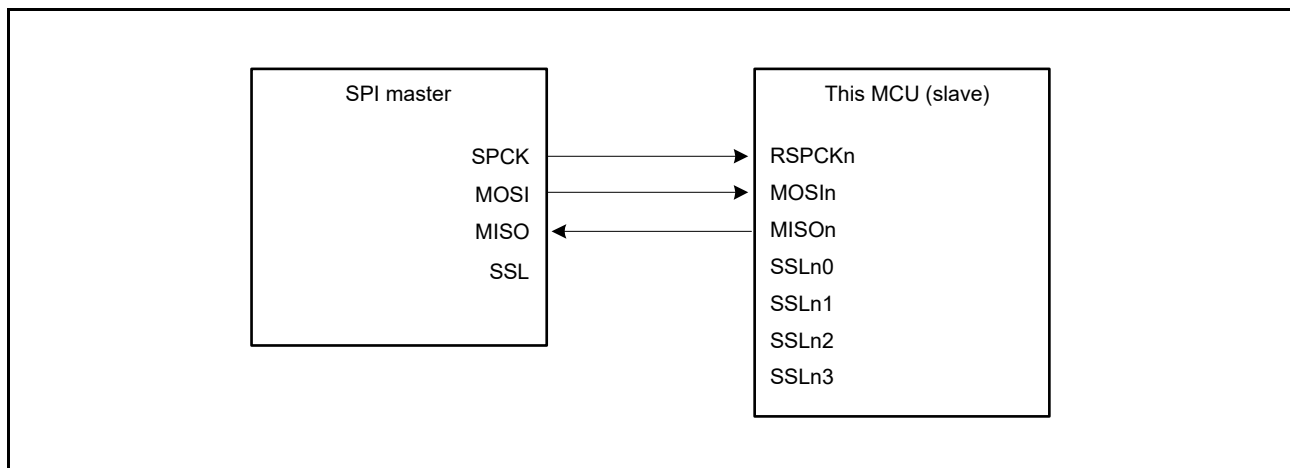 SPI master
SPCK
MOSI
MISO
SSL
This MCU (slave)
RSPCKn
MOSIn
MISOn
SSLn0
SSLn1
SSLn2
SSLn3